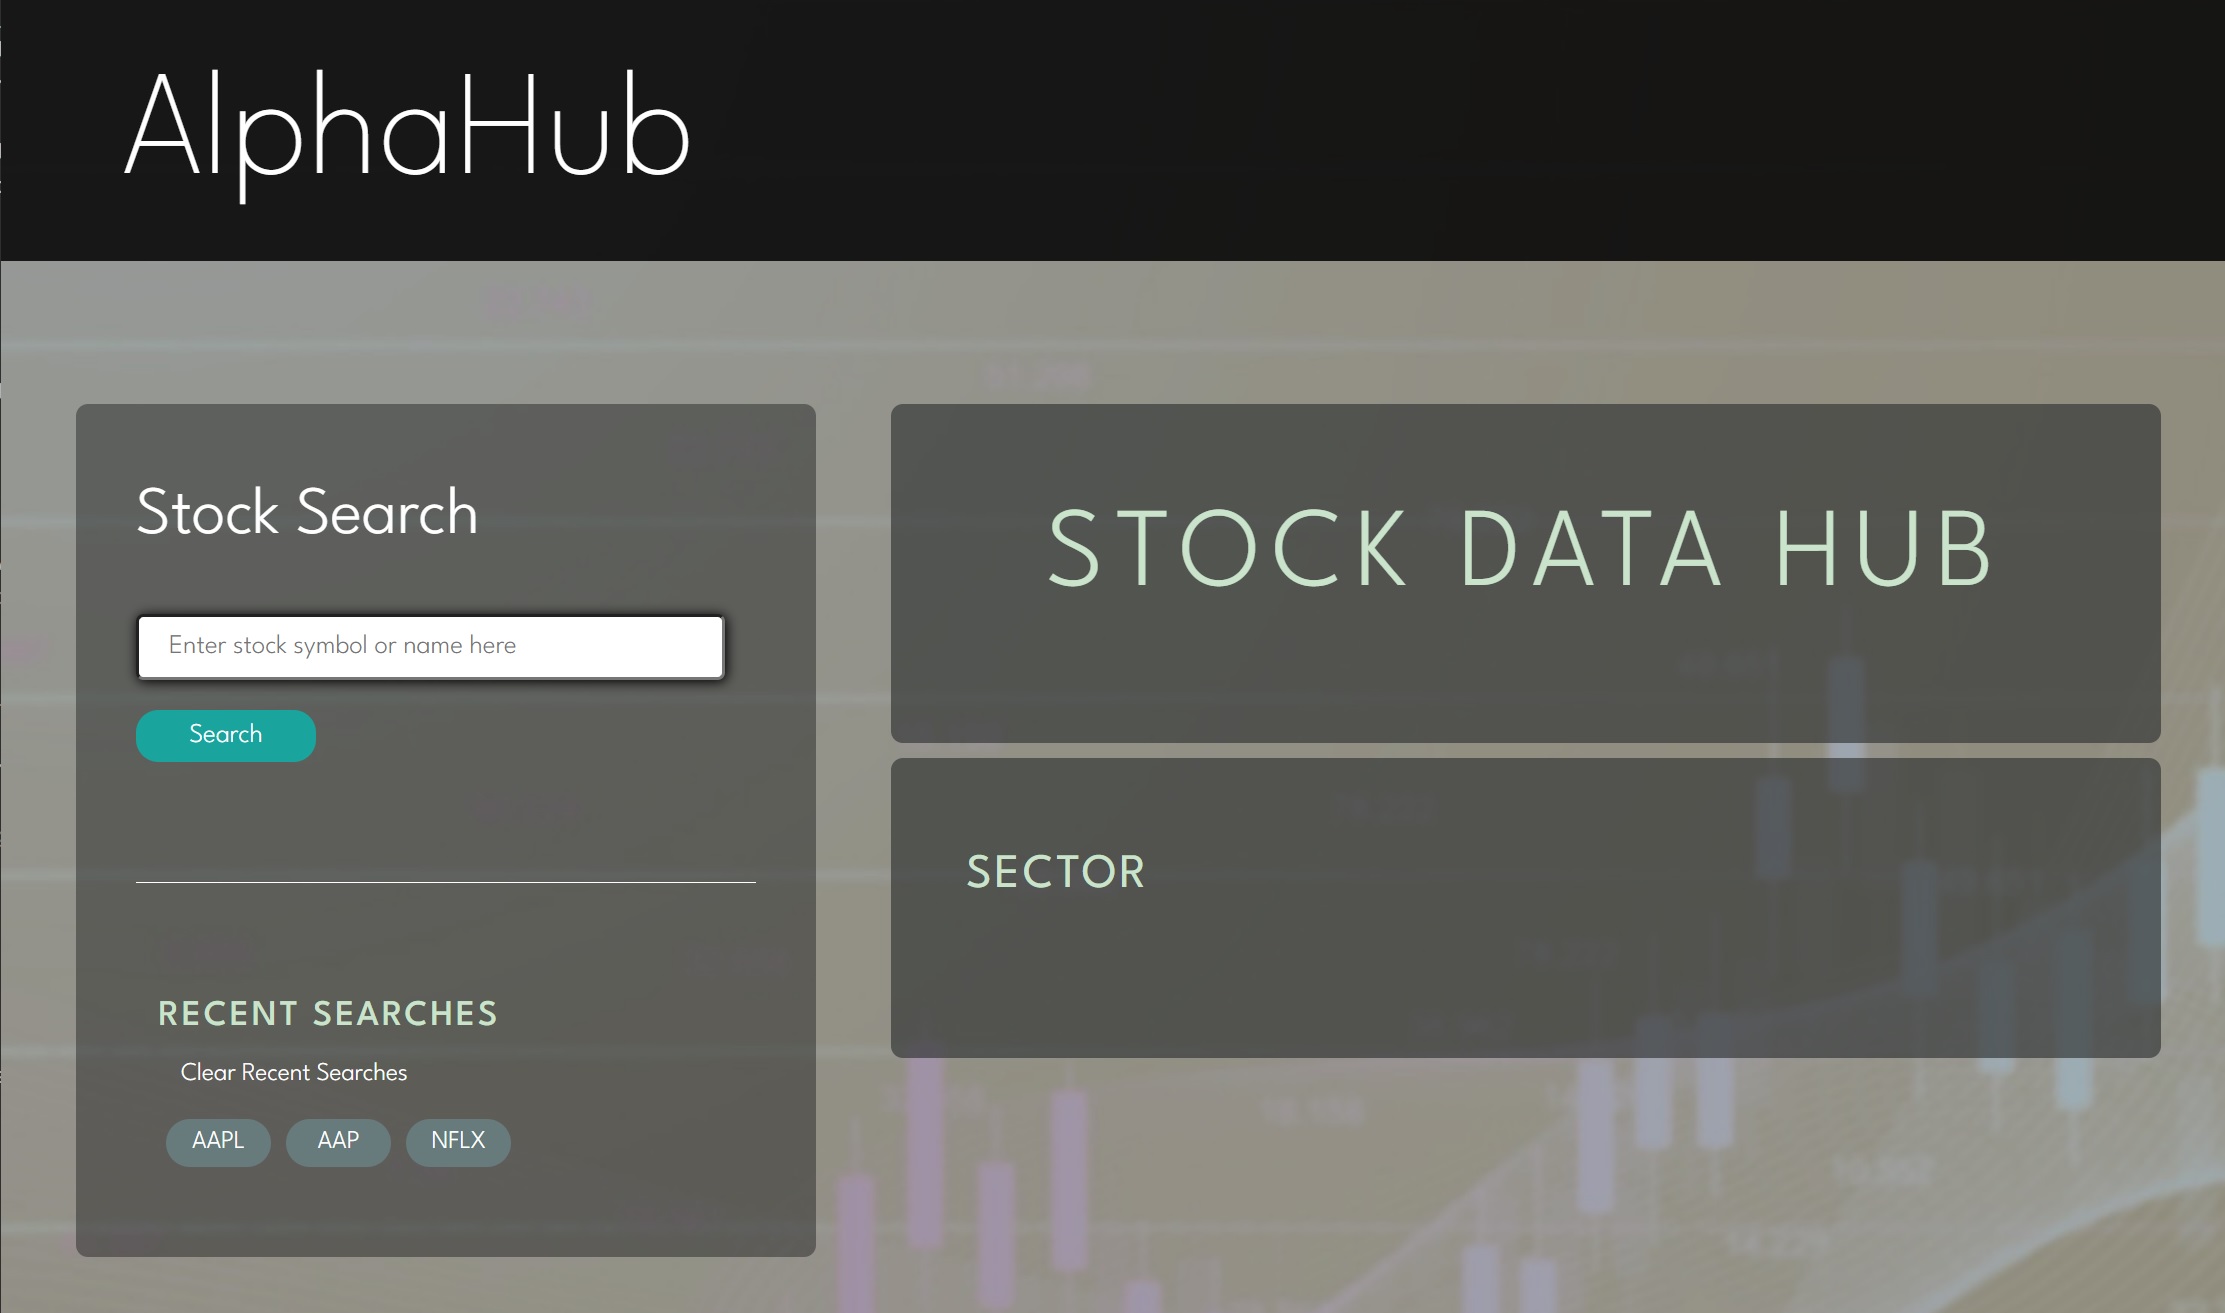 AlphaHub
Stock Search
Enter stock symbol or name here
Search
RECENT SEARCHES
Clear Recent Searches
AAPL AAP NFLX
STOCK DATA HUB
SECTOR